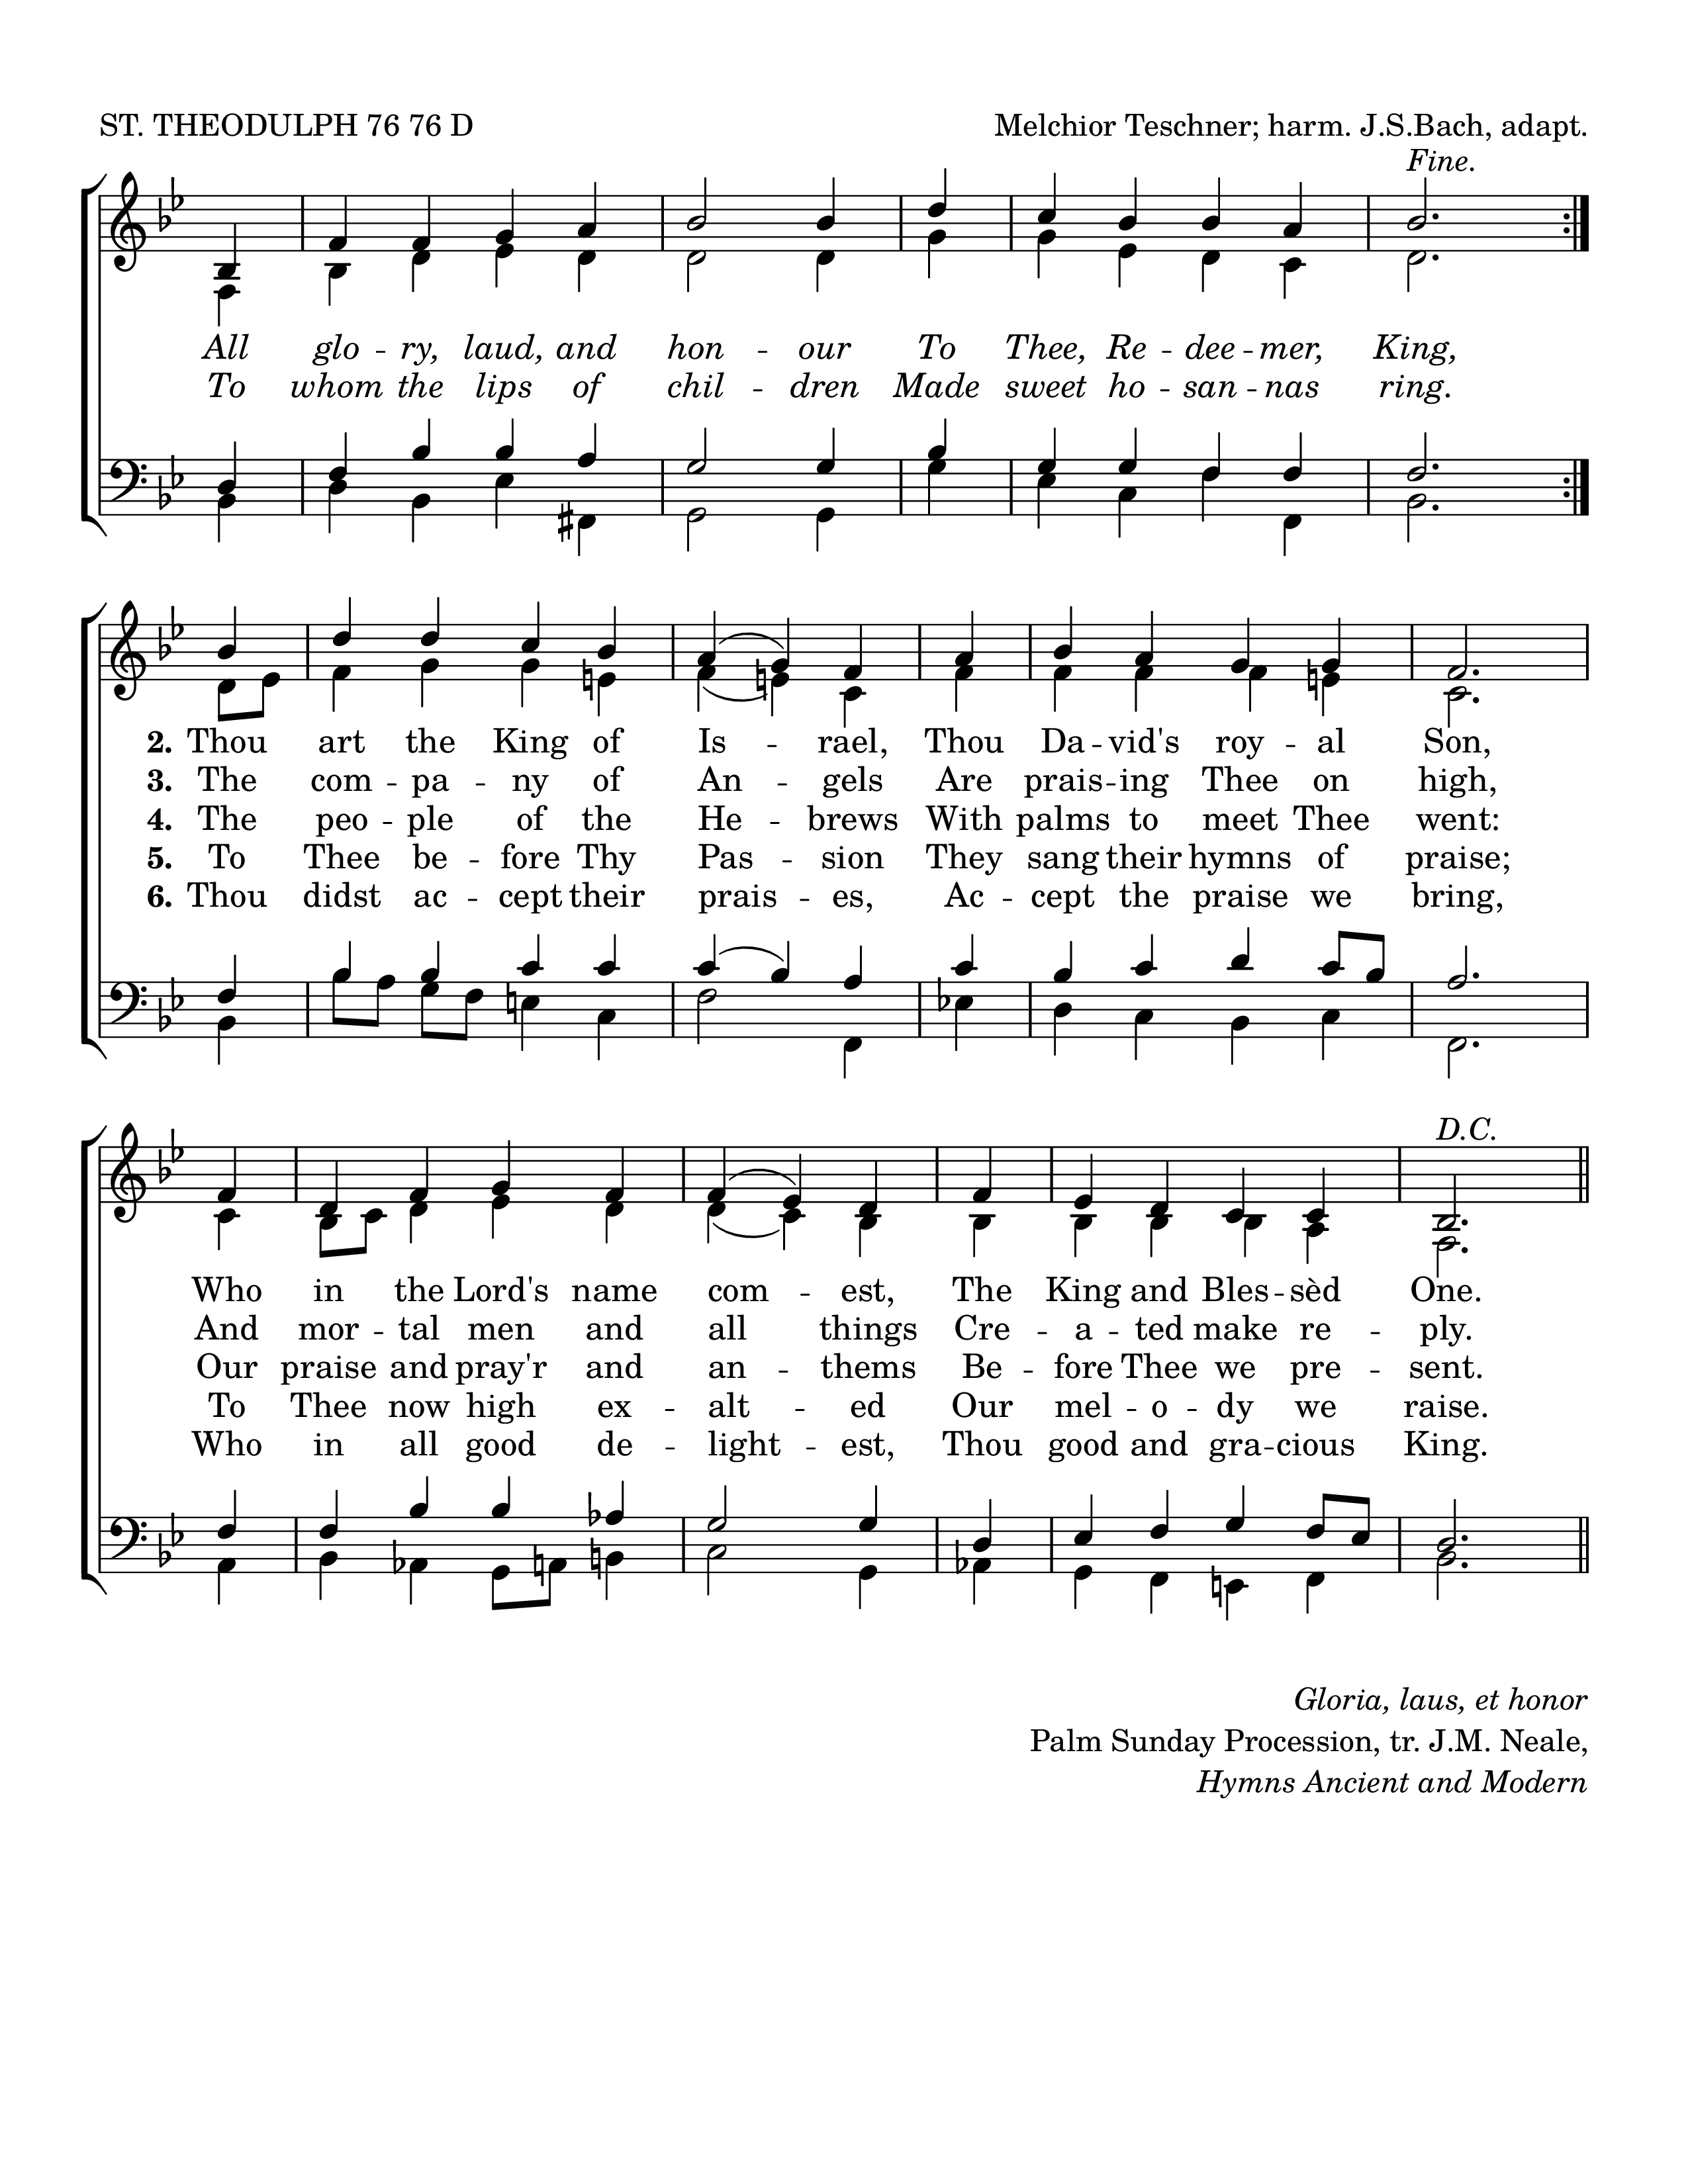 ST. THEODULPH 76 76 D
Melchior Teschner; harm. J.S.Bach, adapt.
Fine.
All glo -- ry, laud, and hon -- our To Thee, Re -- dee -- mer, King,
To whom the lips of chil -- dren Made sweet ho -- san -- nas ring.
2. Thou art the King of Is -- rael, Thou Da -- vid's roy -- al Son,
3. The com -- pa -- ny of An -- gels Are prais -- ing Thee on high,
4. The peo -- ple of the He -- brews With palms to meet Thee went:
5. To Thee be -- fore Thy Pas -- sion They sang their hymns of praise;
6. Thou didst ac -- cept their prais -- es, Ac -- cept the praise we bring,
D.C.
Who in the Lord's name com -- est, The King and Bles -- sèd One.
And mor -- tal men and all things Cre -- a -- ted make re -- ply.
Our praise and pray'r and an -- thems Be -- fore Thee we pre -- sent.
To Thee now high ex -- alt -- ed Our mel -- o -- dy we raise.
Who in all good de -- light -- est, Thou good and gra -- cious King.
Gloria, laus, et honor
Palm Sunday Procession, tr. J.M. Neale,
Hymns Ancient and Modern